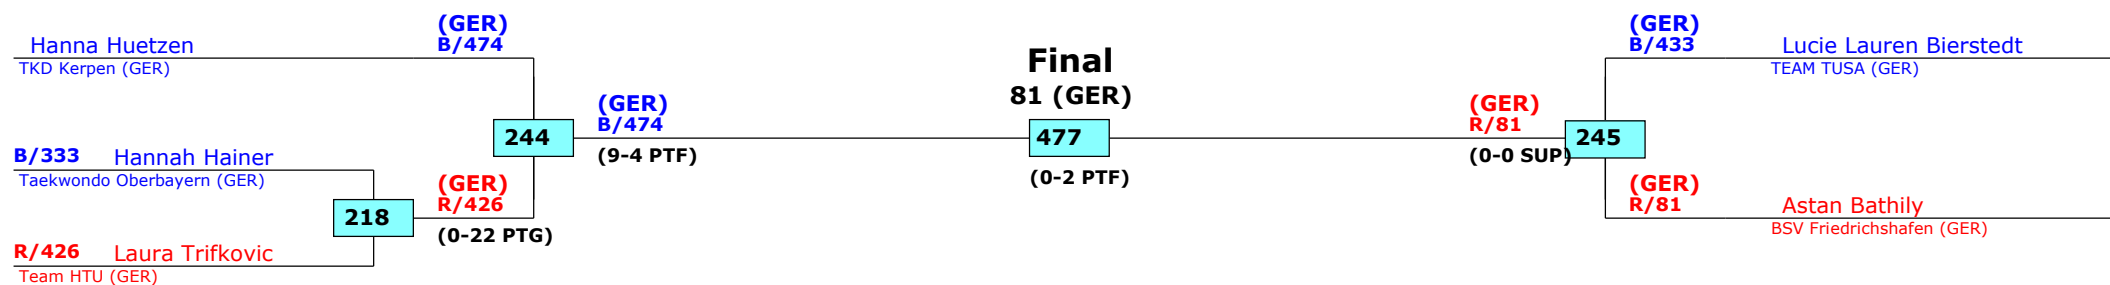 Hanna Huetzen
TKD Kerpen (GER)
(GER)
B/474
B/333 Hannah Hainer
Taekwondo Oberbayern (GER)
218
R/426 Laura Trifkovic
Team HTU (GER)
(GER)
R/426
(0-22 PTG)
244
(GER)
B/474
(9-4 PTF)
Final
81 (GER)
477
(0-2 PTF)
(GER)
R/81
(0-0 SUP)
245
(GER)
B/433
Lucie Lauren Bierstedt
TEAM TUSA (GER)
(GER)
R/81
Astan Bathily
BSV Friedrichshafen (GER)